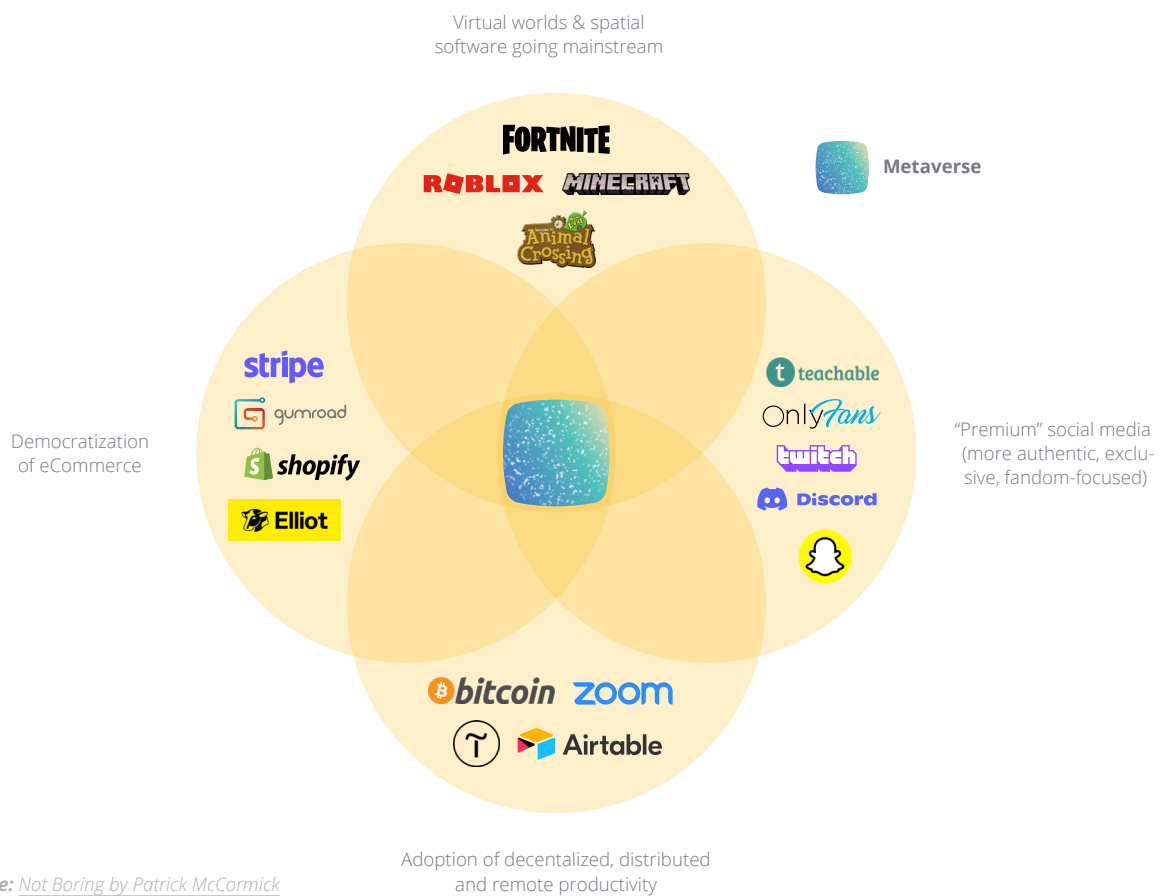 Virtual worlds & spatial
software going mainstream
FORTNITE
ROBLOX MINECRAFT
Animal
Crossing
Metaverse
stripe
gumroad
shopify
Elliot
Democratization
of eCommerce
teachable
OnlyFans
twitch
Discord
“Premium” social media
(more authentic, exclu-
sive, fandom-focused)
bitcoin zoom
Airtable
Adoption of decentalized, distributed
and remote productivity
e: Not Boring by Patrick McCormick